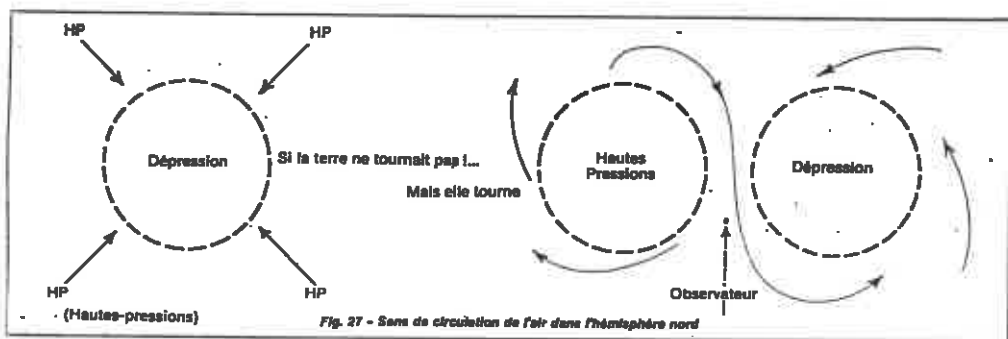 HP
HP
Dépression
Si la terre ne tournait pas !...
Mais elle tourne
HP
HP
(Hautes-pressions)
Hautes
Pressions
Dépression
Observateur
Fig. 27 - Sens de circulation de l'air dans l'hémisphère nord